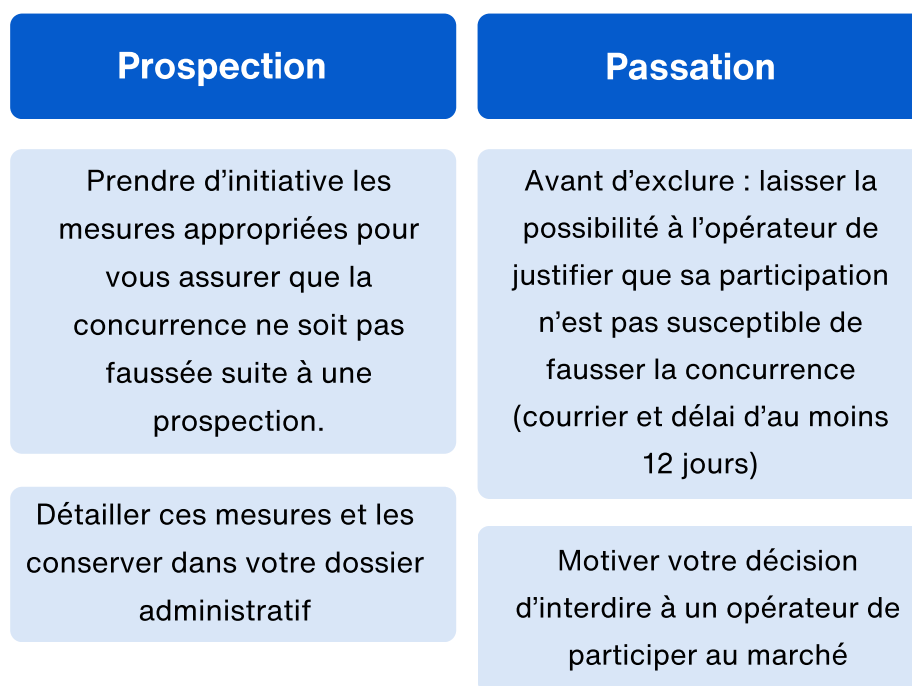 Prospection
Prendre d’initiative les
mesures appropriées pour
vous assurer que la
concurrence ne soit pas
faussée suite à une
prospection.
Détailler ces mesures et les
conserver dans votre dossier
administratif
Passation
Avant d’exclure : laisser la
possibilité à l’opérateur de
justifier que sa participation
n’est pas susceptible de
fausser la concurrence
(courrier et délai d’au moins
12 jours)
Motiver votre décision
d’interdire à un opérateur de
participer au marché